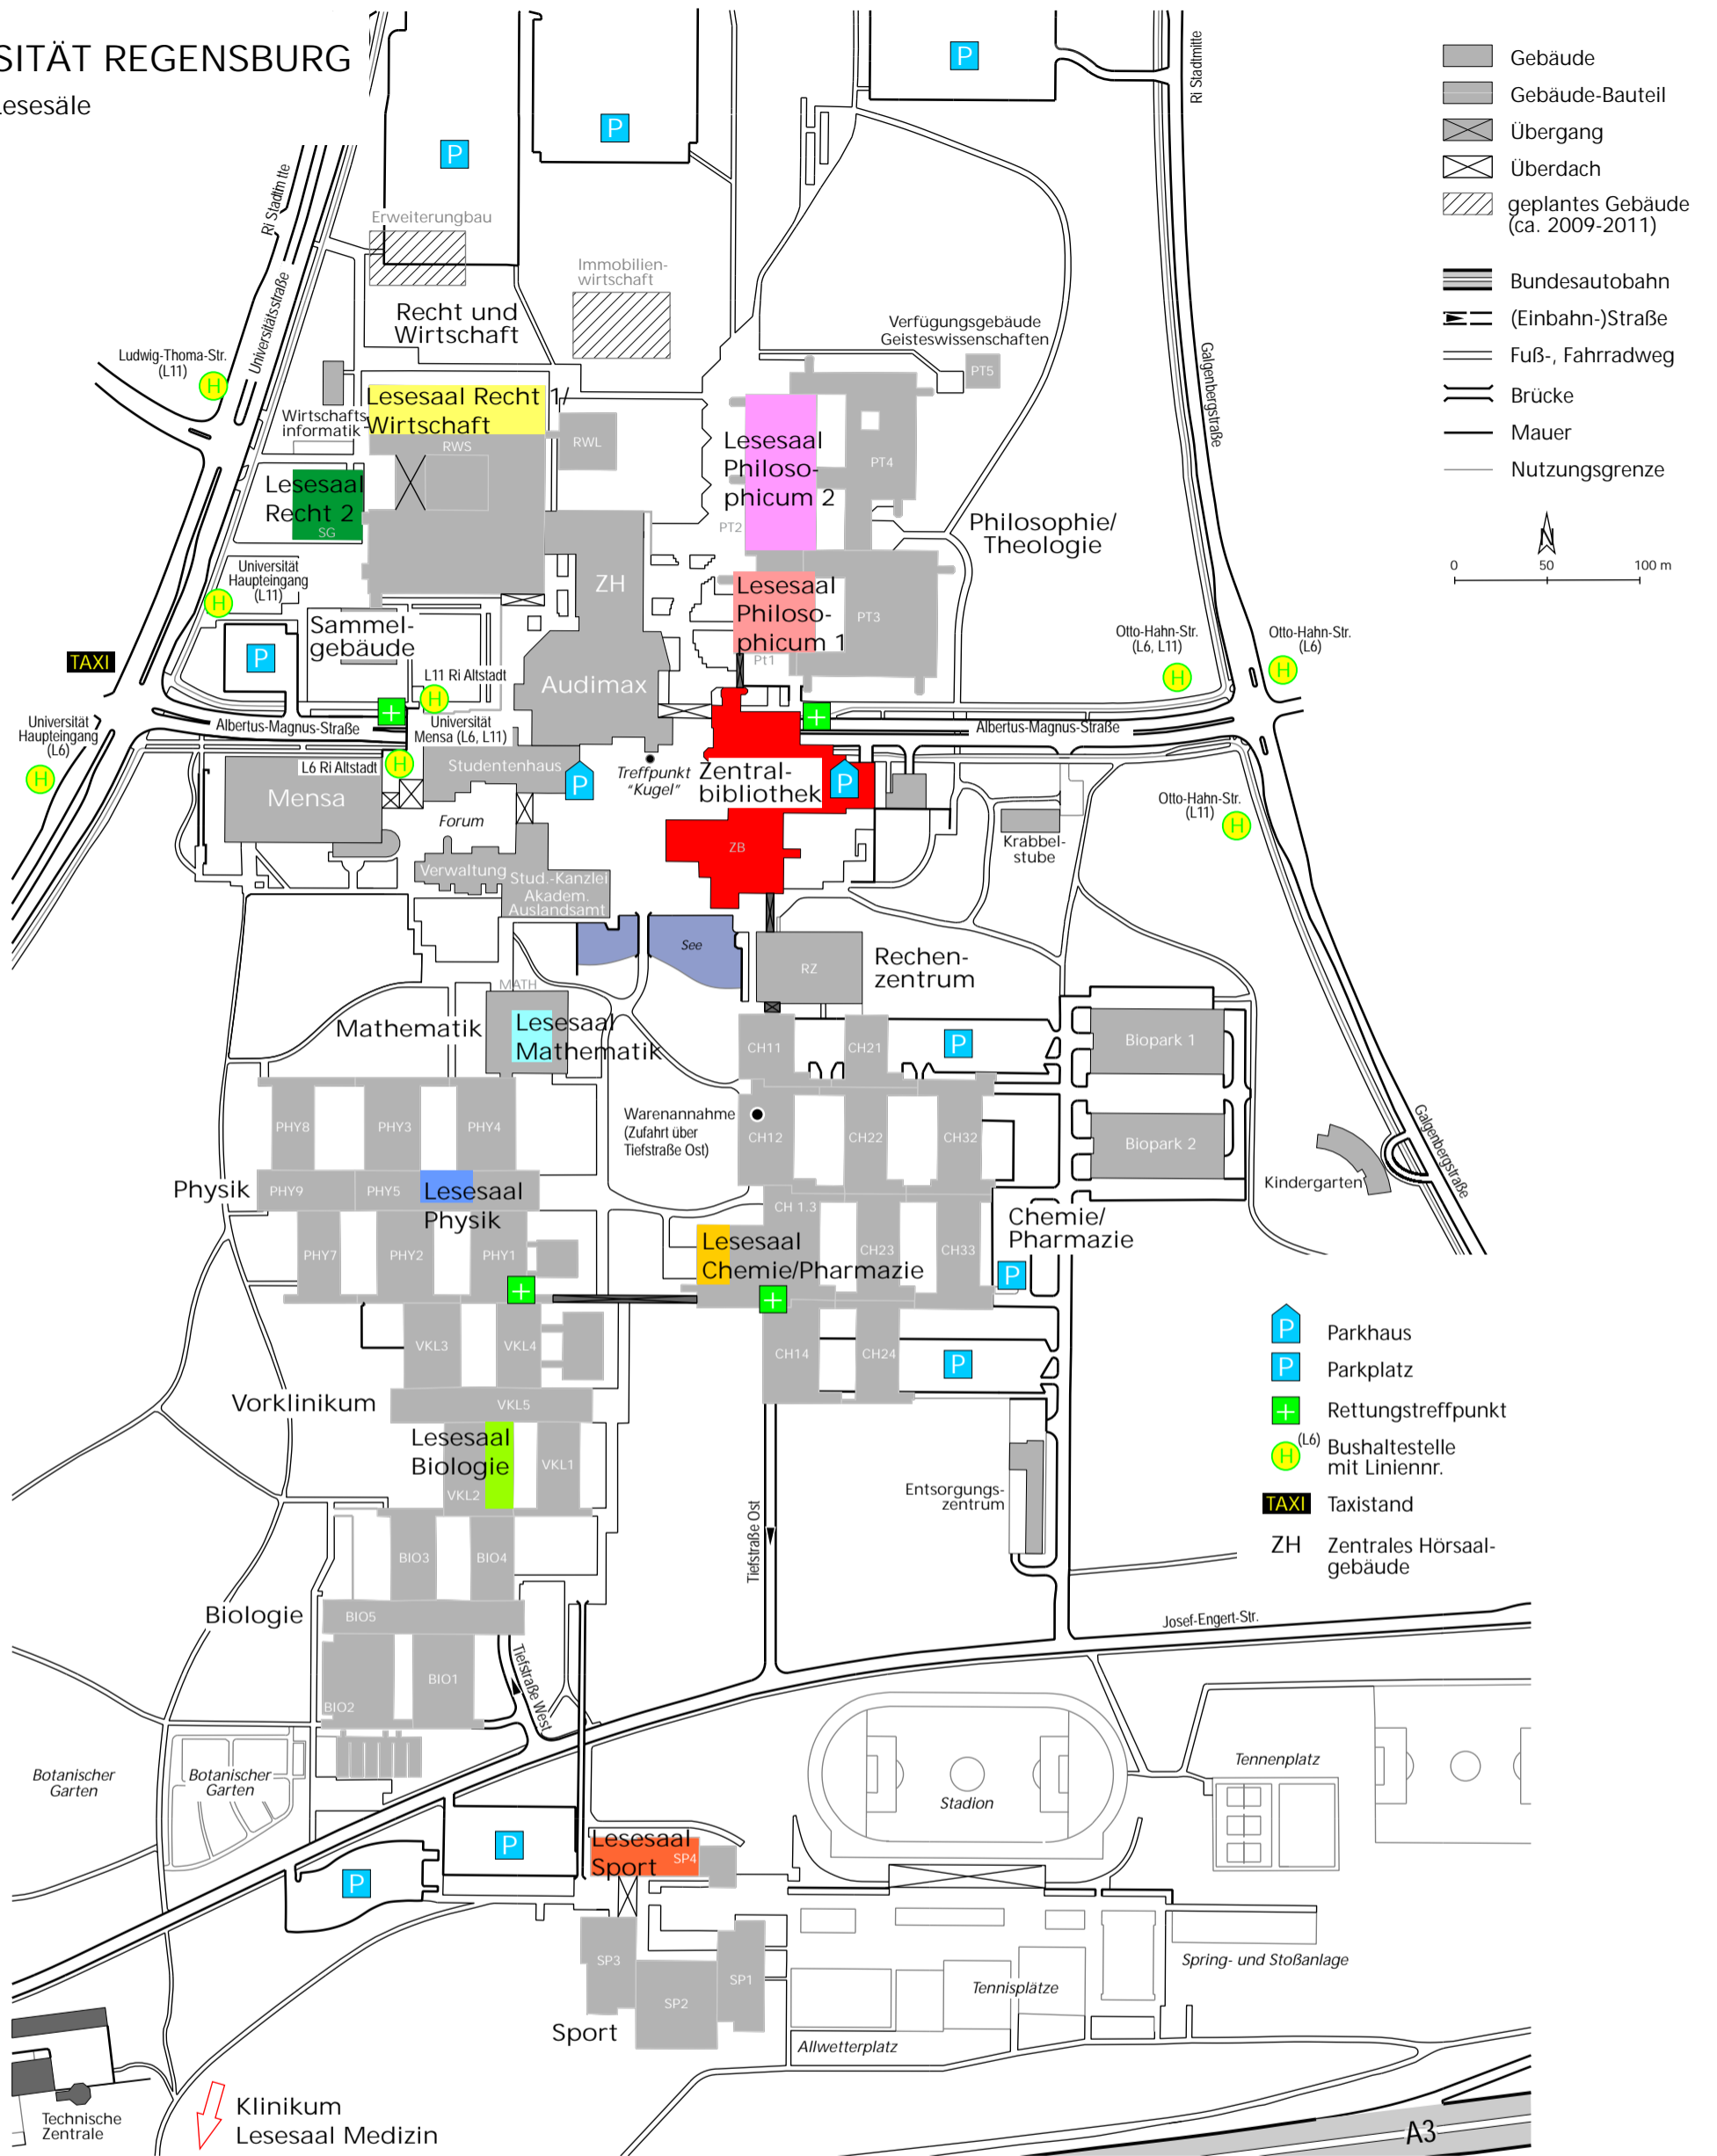 SITÄT REGENSBURG
Lesesäle
P
P
P
Ri Stadtmitte
Ri Stadtmitte
Universitätsstraße
Galgenbergstraße
Gebäude
Gebäude-Bauteil
Übergang
Überdach
geplantes Gebäude
(ca. 2009-2011)
Bundesautobahn
(Einbahn-)Straße
Fuß-, Fahrradweg
Brücke
Mauer
Nutzungsgrenze
N
0 50 100 m
Erweiterungbau
Immobilien-
wirtschaft
Recht und
Wirtschaft
Verfügungsgebäude
Geisteswissenschaften
PT5
Ludwig-Thoma-Str.
(L11)
H
Wirtschafts
informatik
Lesesaal Recht 1/
Wirtschaft
RWS
RWL
Lesesaal
Philoso-
phicum 2
PT4
PT2
Lesesaal
Recht 2
SG
Philosophie/
Theologie
Universität
Haupteingang
(L11)
H
ZH
Lesesaal
Philoso-
phicum 1
PT3
Pt1
Sammel-
gebäude
P
TAXI
L11 Ri Altstadt
H
Audimax
Otto-Hahn-Str.
(L6, L11)
H
Otto-Hahn-Str.
(L6)
H
Universität
Haupteingang
(L6)
H
Albertus-Magnus-Straße
Universität
Mensa (L6, L11)
Albertus-Magnus-Straße
L6 Ri Altstadt
H
Studentenhaus
P
Treffpunkt
"Kugel"
Zentral-
bibliothek
P
Mensa
Forum
Otto-Hahn-Str.
(L11)
H
Krabbel-
stube
ZB
Verwaltung
Stud.-Kanzlei
Akadem.
Auslandsamt
See
RZ
Rechen-
zentrum
MATH
Mathematik
Lesesaal
Mathematik
CH11
CH21
P
Biopark 1
Warenannahme
(Zufahrt über
Tiefstraße Ost)
CH12
CH22
CH32
Biopark 2
PHY8
PHY3
PHY4
Galgenbergstraße
Kindergarten
Physik
PHY9
PHY5
Lesesaal
Physik
CH 1.3
Chemie/
Pharmazie
PHY7
PHY2
PHY1
Lesesaal
Chemie/Pharmazie
CH23
CH33
P
VKL3
VKL4
CH14
CH24
P
P Parkhaus
P Parkplatz
Rettungstreffpunkt
H (L6) Bushaltestelle
mit Liniennr.
TAXI Taxistand
ZH Zentrales Hörsaal-
gebäude
Vorklinikum
VKL5
Lesesaal
Biologie
VKL2
VKL1
Entsorgungs-
zentrum
Tiefstraße Ost
BIO3
BIO4
Biologie
BIO5
Josef-Engert-Str.
BIO2
BIO1
Tiefstraße West
Botanischer
Garten
Botanischer
Garten
Stadion
Tennenplatz
P
P
Lesesaal
Sport
SP4
SP3
SP1
SP2
Sport
Spring- und Stoßanlage
Tennisplätze
Allwetterplatz
Technische
Zentrale
Klinikum
Lesesaal Medizin
A3